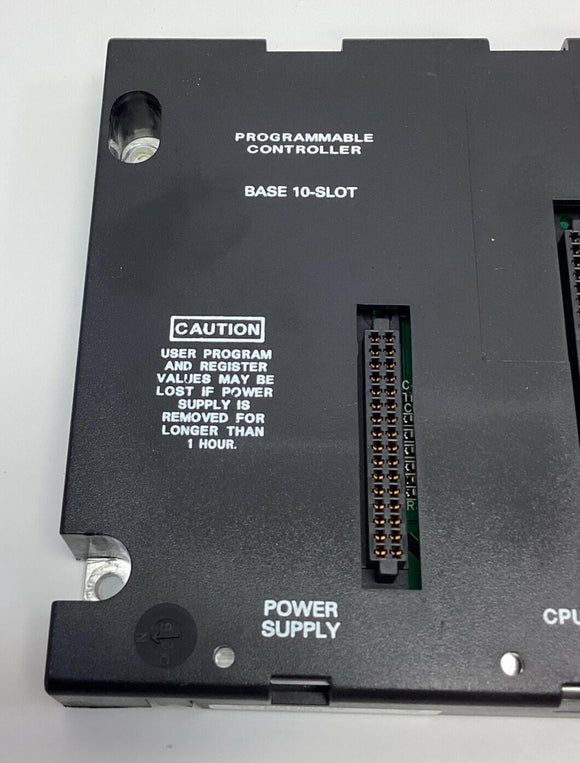 PROGRAMMABLE
CONTROLLER
BASE 10-SLOT
CAUTION
USER PROGRAM
AND REGISTER
VALUES MAY BE
LOST IF POWER
SUPPLY IS
REMOVED FOR
LONGER THAN
1 HOUR.
POWER
SUPPLY
CPU